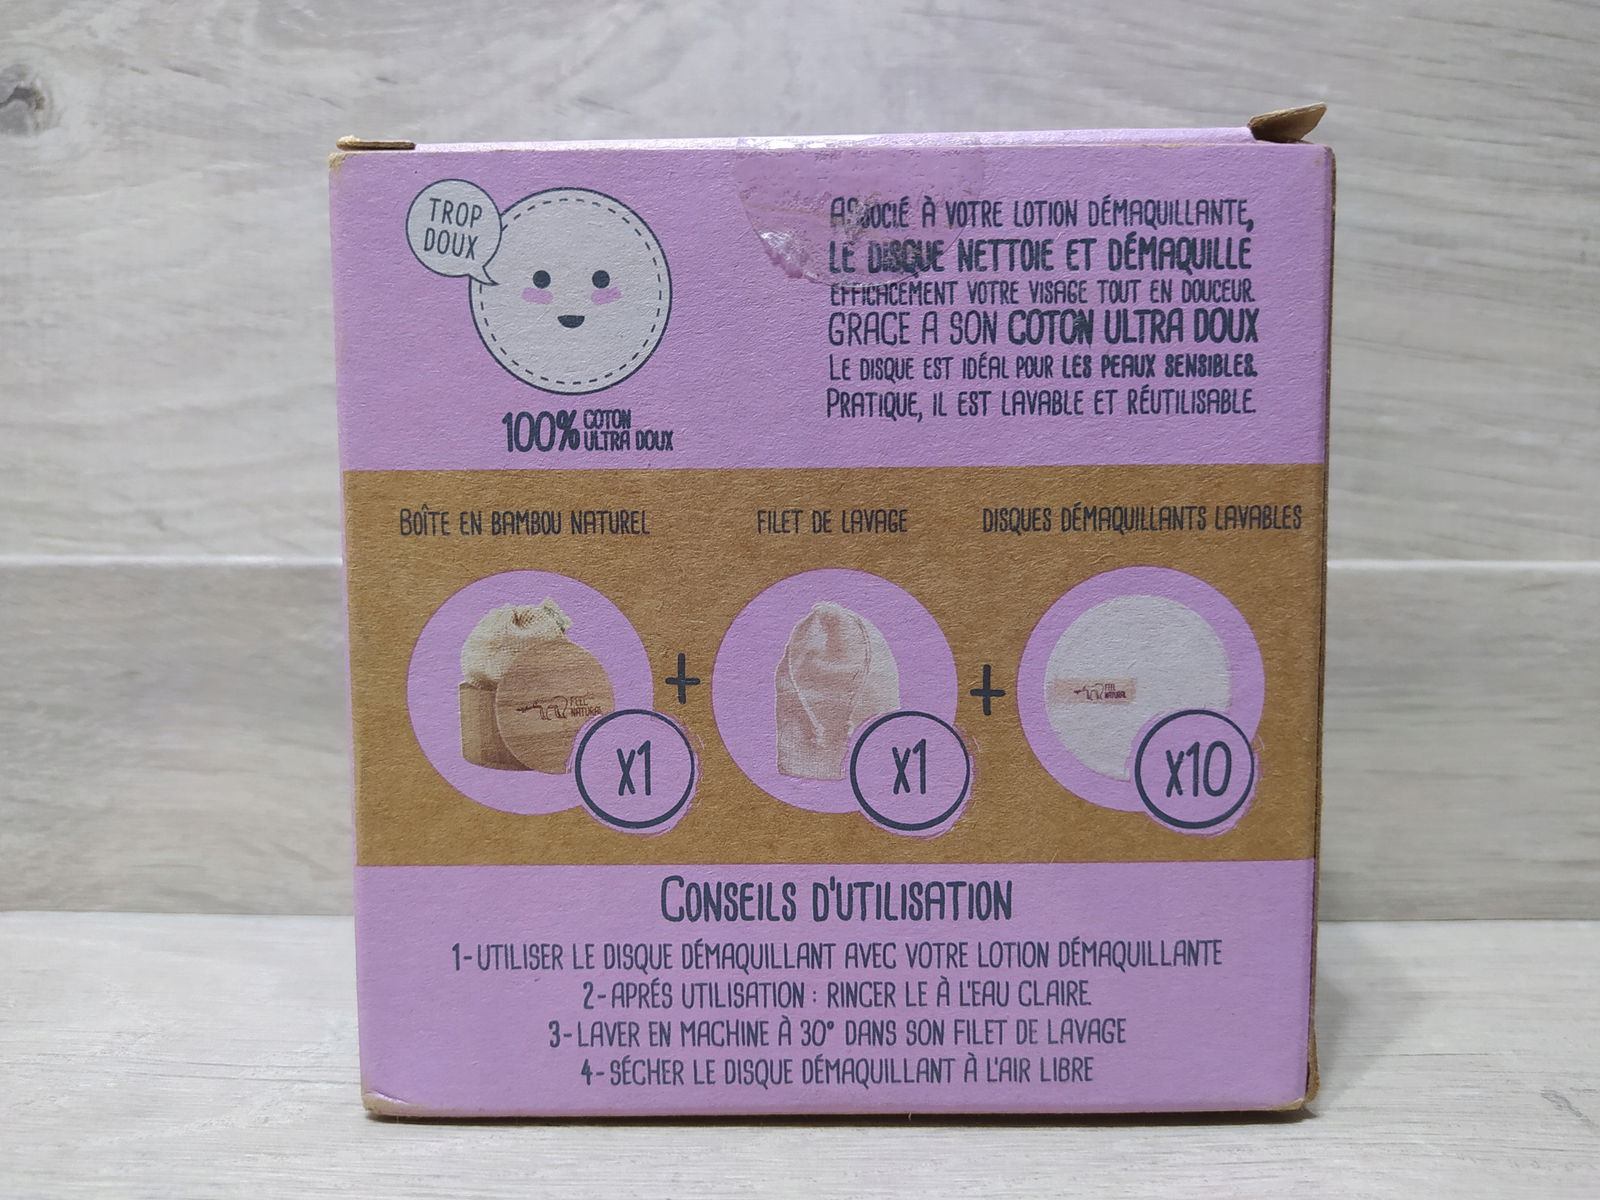 TROP
DOUX
100% COTON
ULTRA DOUX
ASSOCIÉ À VOTRE LOTION DÉMAQUILLANTE,
LE DISQUE NETTOIE ET DÉMAQUILLE
EFFICACEMENT VOTRE VISAGE TOUT EN DOUCEUR
GRACE A SON COTON ULTRA DOUX
LE DISQUE EST IDÉAL POUR LES PEAUX SENSIBLES.
PRATIQUE, IL EST LAVABLE ET RÉUTILISABLE.
BOÎTE EN BAMBOU NATUREL
FILET DE LAVAGE
DISQUES DÉMAQUILLANTS LAVABLES
FEEL
NATURAL
X1
+
X1
+
FEEL
NATURAL
X10
CONSEILS D'UTILISATION
1-UTILISER LE DISQUE DÉMAQUILLANT AVEC VOTRE LOTION DÉMAQUILLANTE
2-APRÉS UTILISATION : RINCER LE À L'EAU CLAIRE
3-LAVER EN MACHINE À 30° DANS SON FILET DE LAVAGE
4-SÉCHER LE DISQUE DÉMAQUILLANT À L'AIR LIBRE